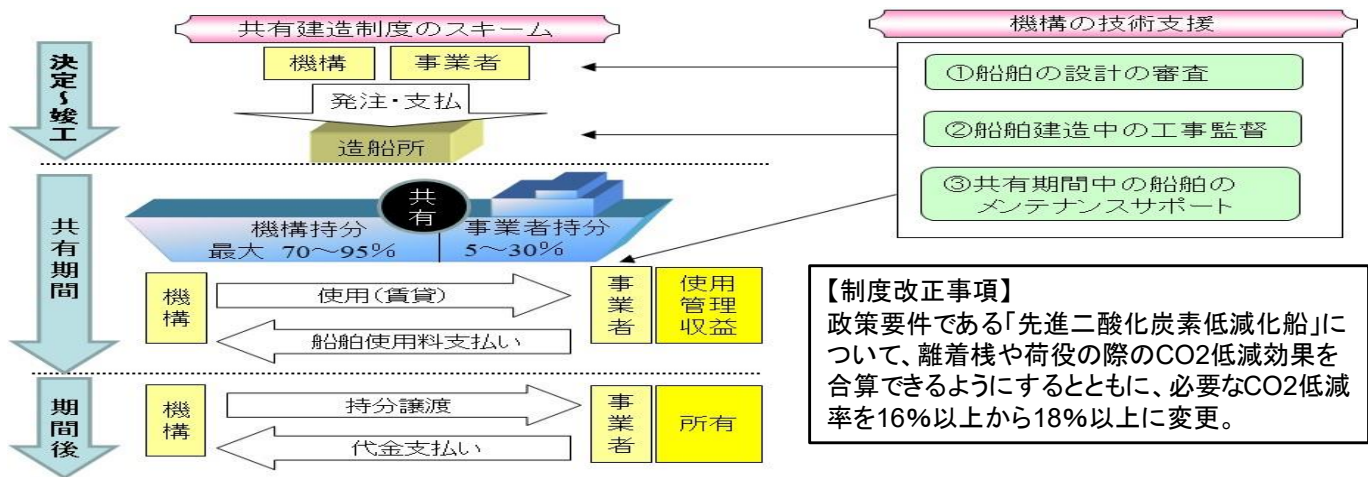 共有建造制度のスキーム
決定～竣工
機構
事業者
発注・支払
造船所
共有期間
共有
機構持分
最大 70～95%
事業者持分
5～30%
機構
使用(賃貸)
船舶使用料支払い
事業者
使用
管理
収益
期間後
機構
持分譲渡
代金支払い
事業者
所有
機構の技術支援
①船舶の設計の審査
②船舶建造中の工事監督
③共有期間中の船舶の
メンテナンスサポート
【制度改正事項】
政策要件である「先進二酸化炭素低減化船」に
ついて、離着桟や荷役の際のCO2低減効果を
合算できるようにするとともに、必要なCO2低減
率を16%以上から18%以上に変更。